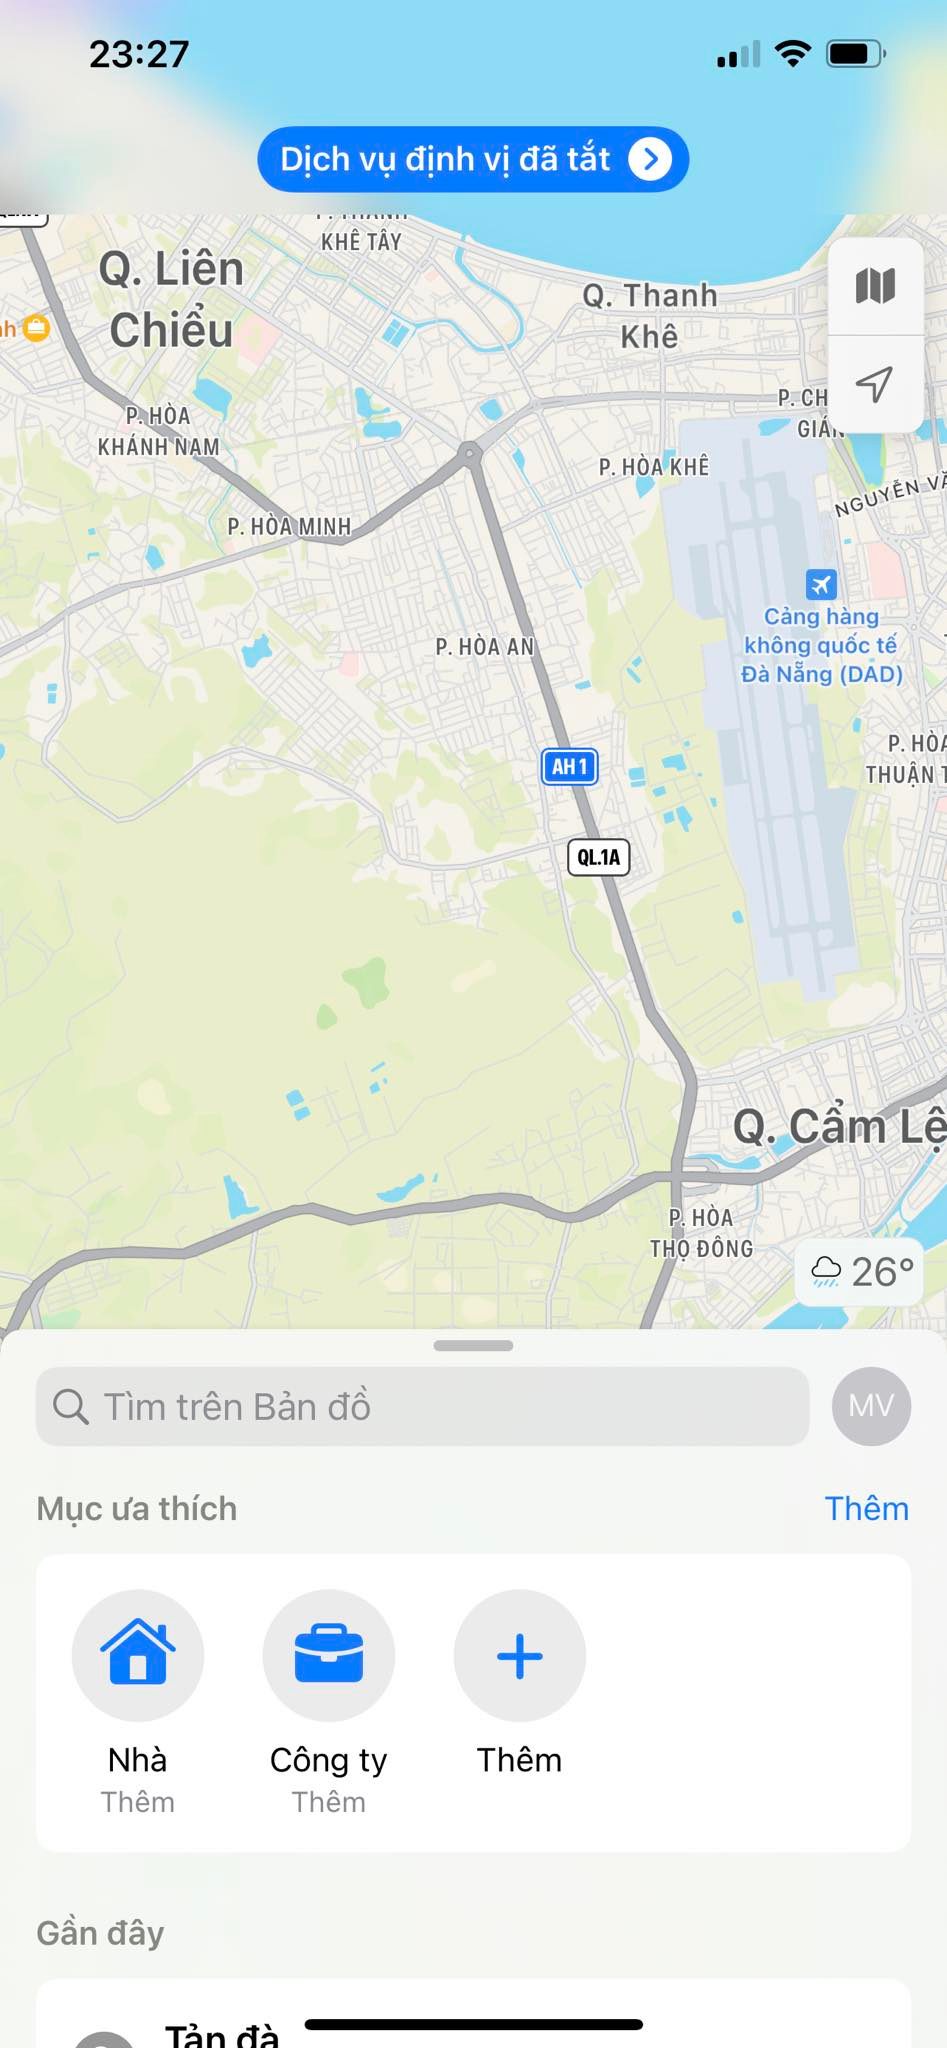 23:27
Dịch vụ định vị đã tắt
KHÊ TÂY
Q. Liên
Chiểu
Q. Thanh
Khê
P. HÒA
KHÁNH NAM
P. CH
GIÁN
P. HÒA KHÊ
NGUYỄN VĂ
P. HÒA MINH
Cảng hàng
không quốc tế
Đà Nẵng (DAD)
P. HÒA AN
P. HÒA
THUẬN T
AH1
QL.1A
Q. Cẩm Lệ
P. HÒA
THỌ ĐÔNG
26°
Tìm trên Bản đồ
MV
Mục ưa thích
Thêm
Nhà
Công ty
Thêm
Thêm
Thêm
Gần đây
Tản đà